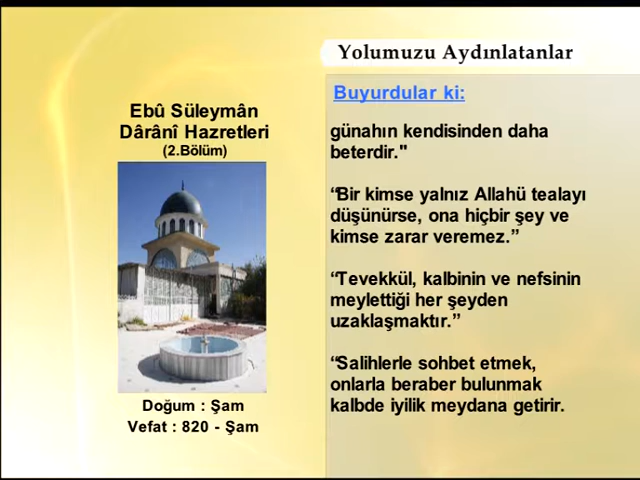 Yolumuzu Aydınlatanlar
Ebû Süleymân
Dârânî Hazretleri
(2.Bölüm)
Doğum : Şam
Vefat : 820 - Şam
Buyurdular ki:
günahın kendisinden daha
beterdir."
“Bir kimse yalnız Allahü tealayı
düşünürse, ona hiçbir şey ve
kimse zarar veremez.”
“Tevekkül, kalbinin ve nefsinin
meylettiği her şeyden
uzaklaşmaktır.”
“Salihlerle sohbet etmek,
onlarla beraber bulunmak
kalbde iyilik meydana getirir.